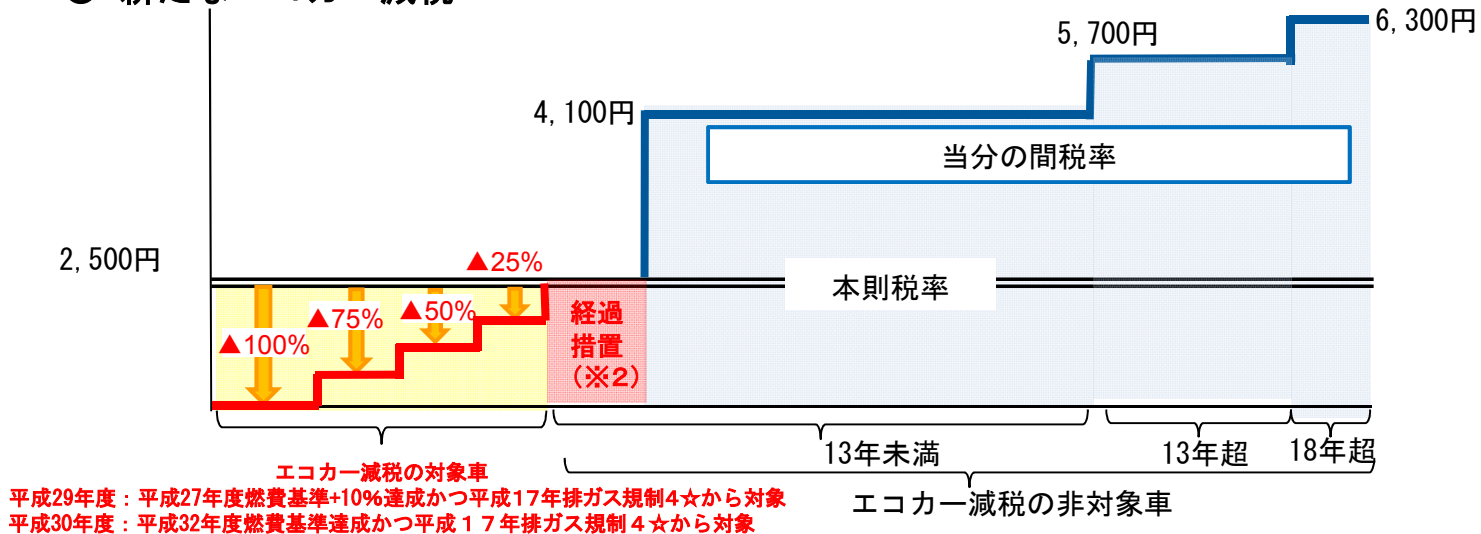 6,300円
5,700円
4,100円
当分の間税率
2,500円
▲25%
本則税率
▲75%
▲50%
▲100%
経過
措置
(※2)
13年未満
13年超
18年超
エコカー減税の対象車
エコカー減税の非対象車
平成29年度：平成27年度燃費基準+10%達成かつ平成17年排ガス規制4☆から対象
平成30年度：平成32年度燃費基準達成かつ平成１７年排ガス規制４☆から対象